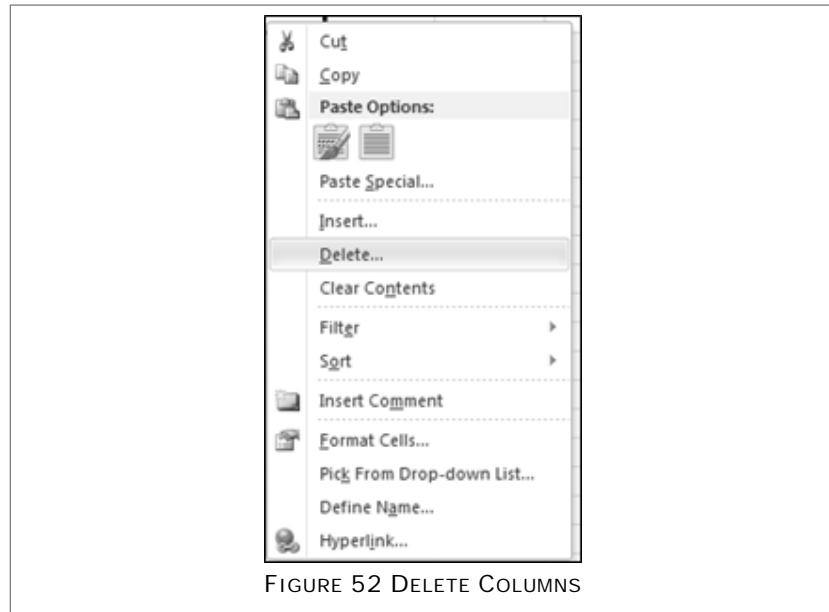 Cut
Copy
Paste Options:
Paste Special...
Insert...
Delete...
Clear Contents
Filter
Sort
Insert Comment
Format Cells...
Pick From Drop-down List...
Define Name...
Hyperlink...
FIGURE 52 DELETE COLUMNS